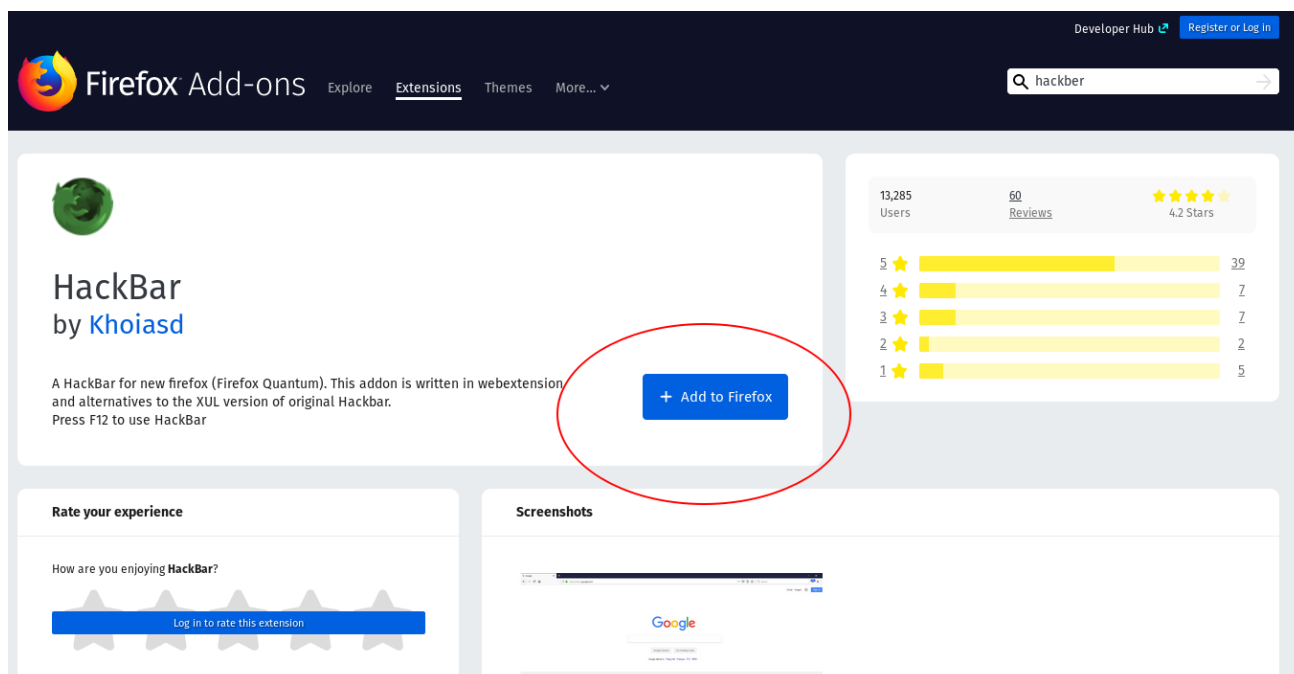 Developer Hub
Register or Log in
Firefox Add-ons
Explore
Extensions
Themes
More...
hackber
HackBar
by Khoiasd
A HackBar for new firefox (Firefox Quantum). This addon is written in webextension
and alternatives to the XUL version of original Hackbar.
Press F12 to use HackBar
+ Add to Firefox
13,285
Users
60
Reviews
4.2 Stars
5
39
4
7
3
7
2
2
1
5
Rate your experience
How are you enjoying HackBar?
Log in to rate this extension
Screenshots
Google